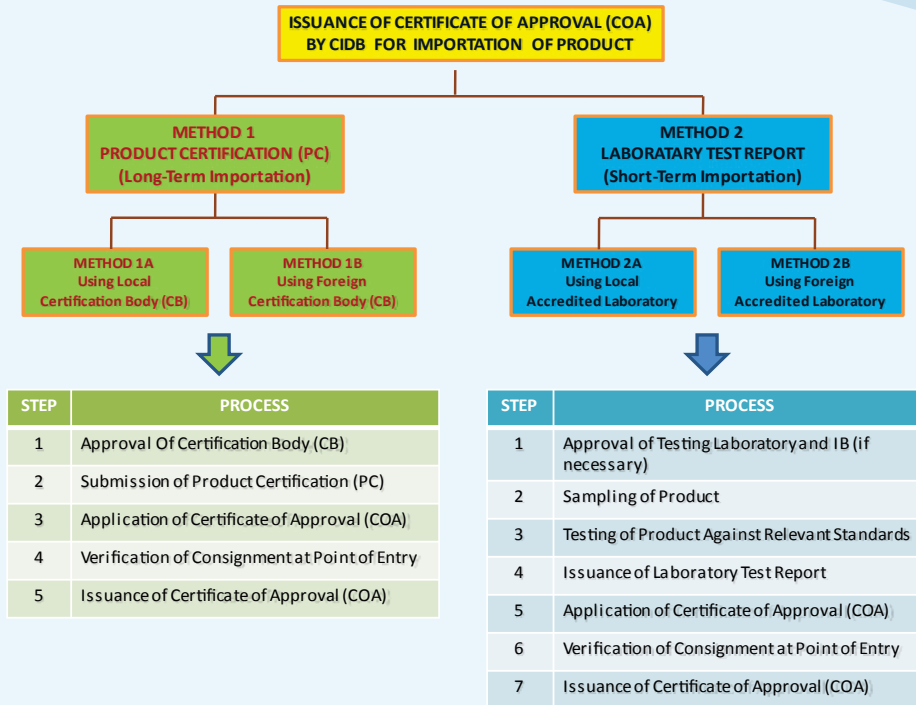 ISSUANCE OF CERTIFICATE OF APPROVAL (COA)
BY CIDB FOR IMPORTATION OF PRODUCT
METHOD 1
PRODUCT CERTIFICATION (PC)
(Long-Term Importation)
METHOD 2
LABORATARY TEST REPORT
(Short-Term Importation)
METHOD 1A
Using Local
Certification Body (CB)
METHOD 1B
Using Foreign
Certification Body (CB)
METHOD 2A
Using Local
Accredited Laboratory
METHOD 2B
Using Foreign
Accredited Laboratory
STEP PROCESS
1 Approval Of Certification Body (CB)
2 Submission of Product Certification (PC)
3 Application of Certificate of Approval (COA)
4 Verification of Consignment at Point of Entry
5 Issuance of Certificate of Approval (COA)
STEP PROCESS
1 Approval of Testing Laboratory and IB (if
necessary)
2 Sampling of Product
3 Testing of Product Against Relevant Standards
4 Issuance of Laboratory Test Report
5 Application of Certificate of Approval (COA)
6 Verification of Consignment at Point of Entry
7 Issuance of Certificate of Approval (COA)